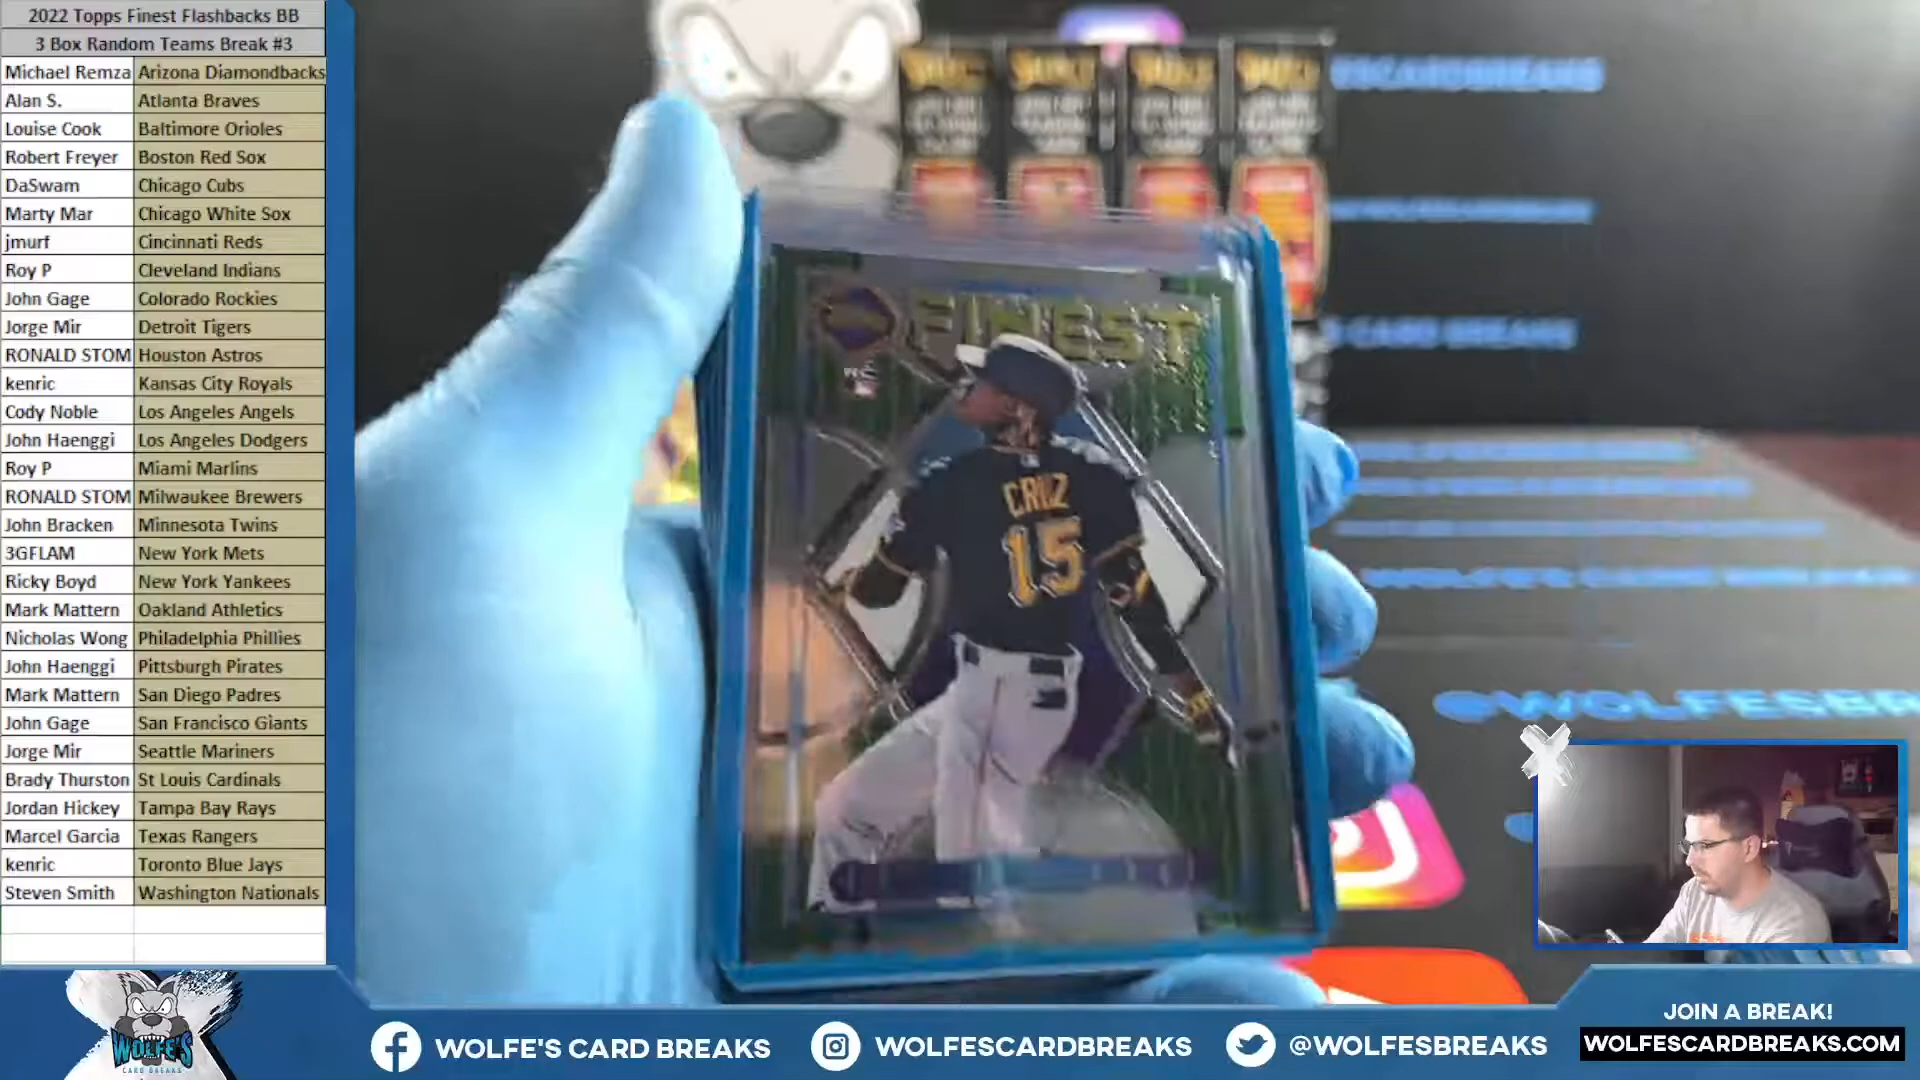 2022 Topps Finest Flashbacks BB
3 Box Random Teams Break #3
Michael Remza Arizona Diamondbacks
Alan S. Atlanta Braves
Louise Cook Baltimore Orioles
Robert Freyer Boston Red Sox
DaSwam Chicago Cubs
Marty Mar Chicago White Sox
jmurf Cincinnati Reds
Roy P Cleveland Indians
John Gage Colorado Rockies
Jorge Mir Detroit Tigers
RONALD STOM Houston Astros
kenric Kansas City Royals
Cody Noble Los Angeles Angels
John Haenggi Los Angeles Dodgers
Roy P Miami Marlins
RONALD STOM Milwaukee Brewers
John Bracken Minnesota Twins
3GFLAM New York Mets
Ricky Boyd New York Yankees
Mark Mattern Oakland Athletics
Nicholas Wong Philadelphia Phillies
John Haenggi Pittsburgh Pirates
Mark Mattern San Diego Padres
John Gage San Francisco Giants
Jorge Mir Seattle Mariners
Brady Thurston St Louis Cardinals
Jordan Hickey Tampa Bay Rays
Marcel Garcia Texas Rangers
kenric Toronto Blue Jays
Steven Smith Washington Nationals
FINEST
CRUZ
15
CARD BREAKS
@WOLFESBR
WOLFE'S
CARD BREAKS
WOLFE'S CARD BREAKS
WOLFESCARDBREAKS
@WOLFESBREAKS
JOIN A BREAK!
WOLFESCARDBREAKS.COM